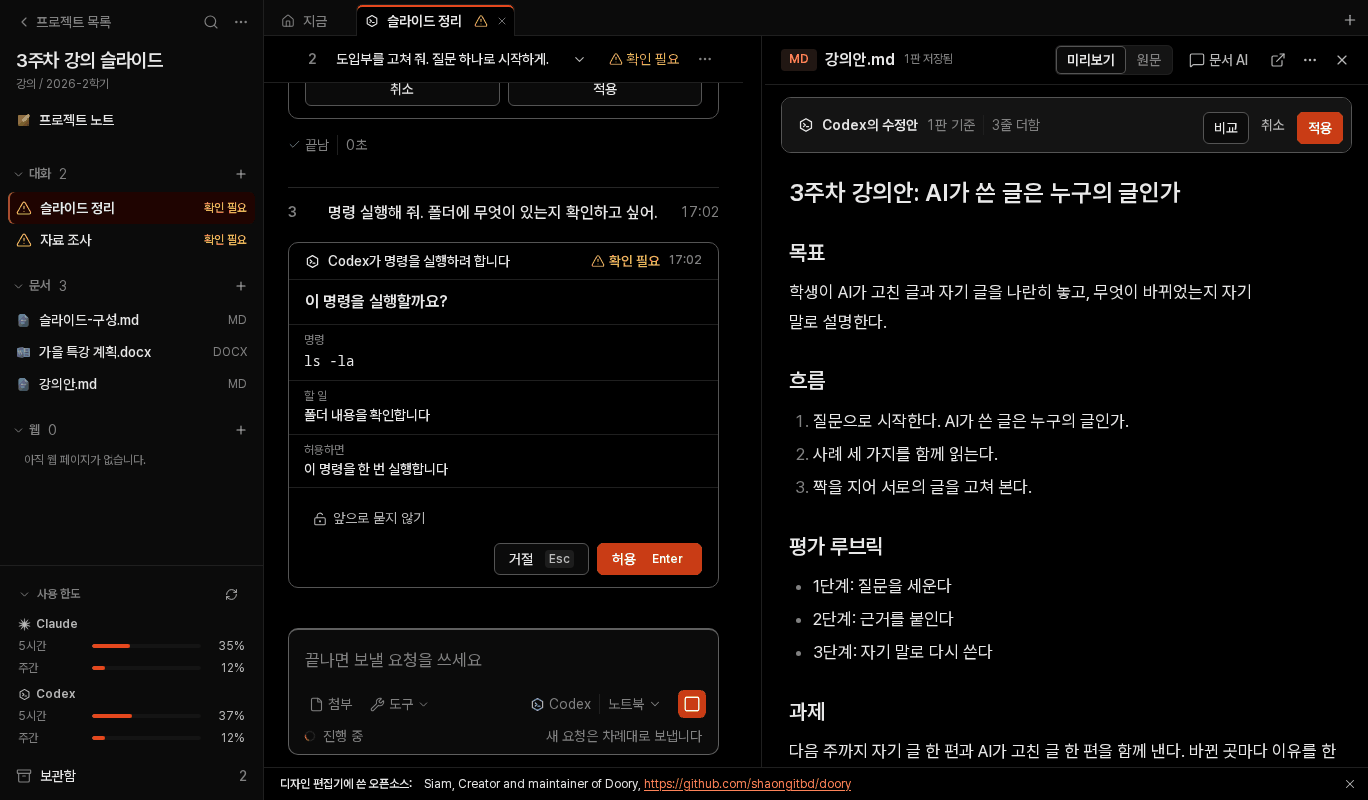 프로젝트 목록
3주차 강의 슬라이드
강의 / 2026-2학기
프로젝트 노트
대화 2
슬라이드 정리 확인 필요
자료 조사 확인 필요
문서 3
슬라이드-구성.md MD
가을 특강 계획.docx DOCX
강의안.md MD
웹 0
아직 웹 페이지가 없습니다.
사용 한도
Claude
5시간 35%
주간 12%
Codex
5시간 37%
주간 12%
보관함 2
지금
슬라이드 정리
2 도입부를 고쳐 줘. 질문 하나로 시작하게. 확인 필요
취소 적용
끝남 0초
3 명령 실행해 줘. 폴더에 무엇이 있는지 확인하고 싶어. 17:02
Codex가 명령을 실행하려 합니다 확인 필요 17:02
이 명령을 실행할까요?
명령
ls -la
할 일
폴더 내용을 확인합니다
허용하면
이 명령을 한 번 실행합니다
앞으로 묻지 않기
거절 Esc 허용 Enter
끝나면 보낼 요청을 쓰세요
첨부 도구 Codex 노트북
진행 중 새 요청은 차례대로 보냅니다
MD 강의안.md 1판 저장됨 미리보기 원문 문서 AI
Codex의 수정안 1판 기준 3줄 더함 비교 취소 적용
3주차 강의안: AI가 쓴 글은 누구의 글인가
목표
학생이 AI가 고친 글과 자기 글을 나란히 놓고, 무엇이 바뀌었는지 자기
말로 설명한다.
흐름
1. 질문으로 시작한다. AI가 쓴 글은 누구의 글인가.
2. 사례 세 가지를 함께 읽는다.
3. 짝을 지어 서로의 글을 고쳐 본다.
평가 루브릭
• 1단계: 질문을 세운다
• 2단계: 근거를 붙인다
• 3단계: 자기 말로 다시 쓴다
과제
다음 주까지 자기 글 한 편과 AI가 고친 글 한 편을 함께 낸다. 바뀐 곳마다 이유를 한
디자인 편집기에 쓴 오픈소스: Siam, Creator and maintainer of Doory, https://github.com/shaongitbd/doory